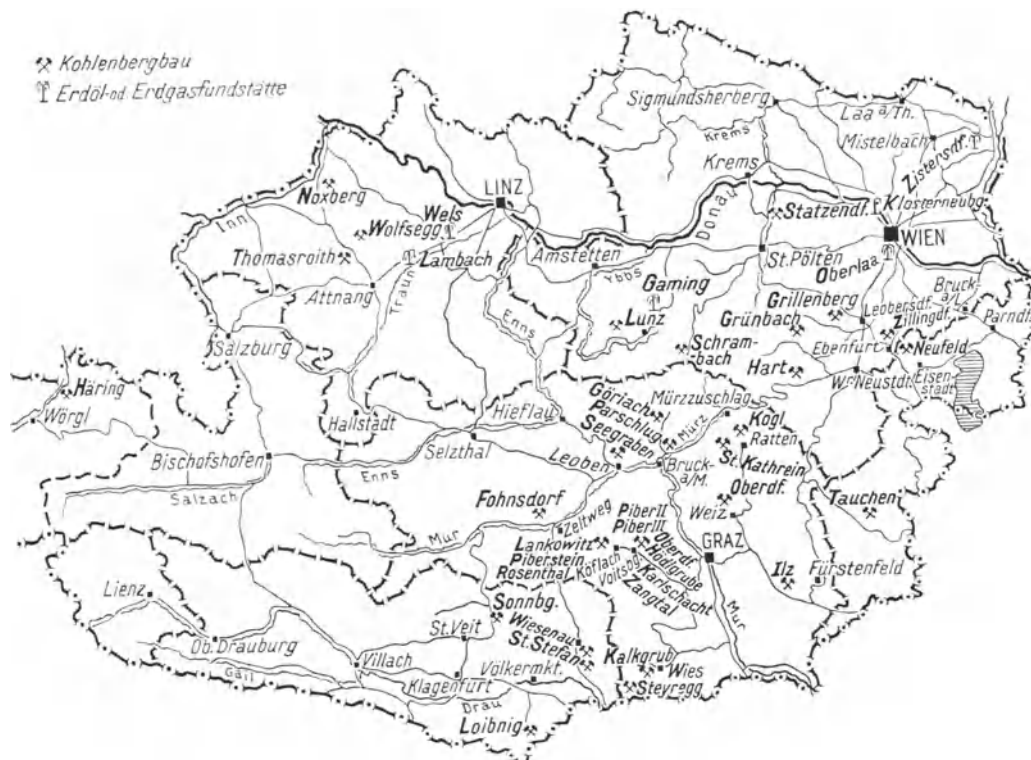 Kohlenbergbau
Erdöl-od. Erdgasfundstätte
Sigmundsherberg
Laa a/Th.
Krems
Mistelbach
Zistersdf.
Krems
Noxberg
LINZ
Donau
Statzendf.
Klosterneubg.
Inn
Wels
Wolfsegg
WIEN
Thomasroith
Lambach
Amstetten
St. Pölten
Oberlaa
Ybbs
Traun
Attnang
Gaming
Grillenberg
Leobersdf.
Bruck-
a/L.
Enns
Lunz
Grünbach
Zillingdf.
Parndf.
Salzburg
Schram-
bach
Ebenfurt
Neufeld
Hart
Wr. Neustdt.
Eisen-
stadt
Häring
Wörgl
Hallstadt
Hieflau
Görlach
Parschlug
Seegraben
Mürzzuschlag
Mürz
Kogl
Ratten
Bischofshofen
Enns
Selzthal
Leoben
Bruck-
a/M.
St. Kathrein
Salzach
Oberdf.
Tauchen
Fohnsdorf
Weiz
Mur
Zeltweg
Piber II
Piber III
Oberdf.
Hödlgrube
Karlschacht
Zangtal
GRAZ
Lankowitz
Piberstein
Rosenthal
Köflach
Voitsbg.
Ilz
Fürstenfeld
Lienz
Sonnbg.
Mur
St. Veit
Wiesenau
St. Stefan
Ob. Drauburg
Villach
Kalkgrub
Wies
Gail
Klagenfurt
Völkermkt.
Steyregg
Drau
Loibnig